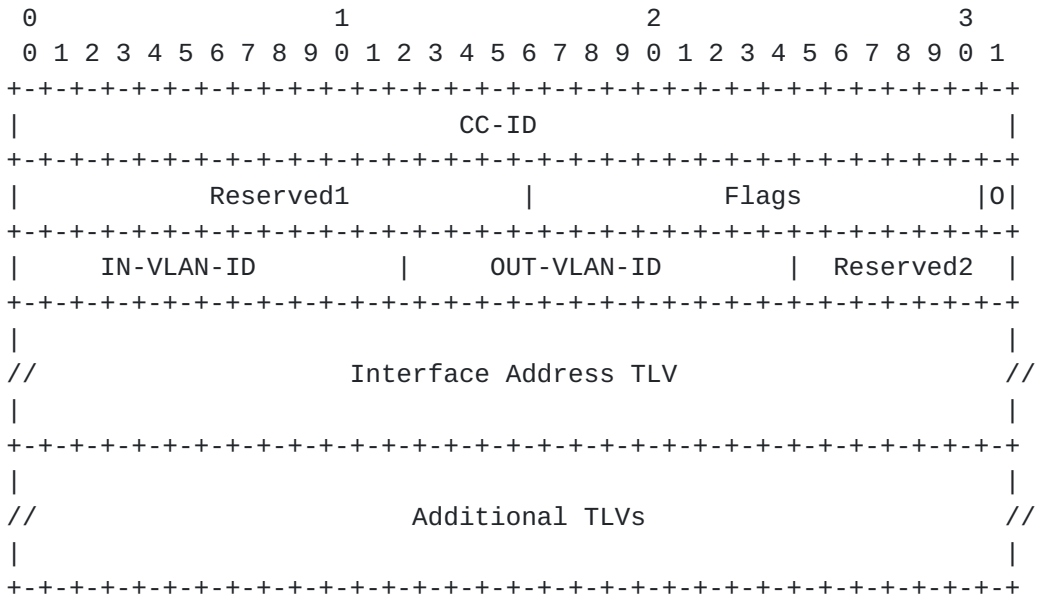 0                   1                   2                   3
 0 1 2 3 4 5 6 7 8 9 0 1 2 3 4 5 6 7 8 9 0 1 2 3 4 5 6 7 8 9 0 1
+-+-+-+-+-+-+-+-+-+-+-+-+-+-+-+-+-+-+-+-+-+-+-+-+-+-+-+-+-+-+-+-+
|                            CC-ID                              |
+-+-+-+-+-+-+-+-+-+-+-+-+-+-+-+-+-+-+-+-+-+-+-+-+-+-+-+-+-+-+-+-+
|            Reserved1           |            Flags           |O|
+-+-+-+-+-+-+-+-+-+-+-+-+-+-+-+-+-+-+-+-+-+-+-+-+-+-+-+-+-+-+-+-+
|     IN-VLAN-ID         |     OUT-VLAN-ID        |  Reserved2  |
+-+-+-+-+-+-+-+-+-+-+-+-+-+-+-+-+-+-+-+-+-+-+-+-+-+-+-+-+-+-+-+-+
|                                                               |
//                    Interface Address TLV                     //
|                                                               |
+-+-+-+-+-+-+-+-+-+-+-+-+-+-+-+-+-+-+-+-+-+-+-+-+-+-+-+-+-+-+-+-+
|                                                               |
//                        Additional TLVs                       //
|                                                               |
+-+-+-+-+-+-+-+-+-+-+-+-+-+-+-+-+-+-+-+-+-+-+-+-+-+-+-+-+-+-+-+-+